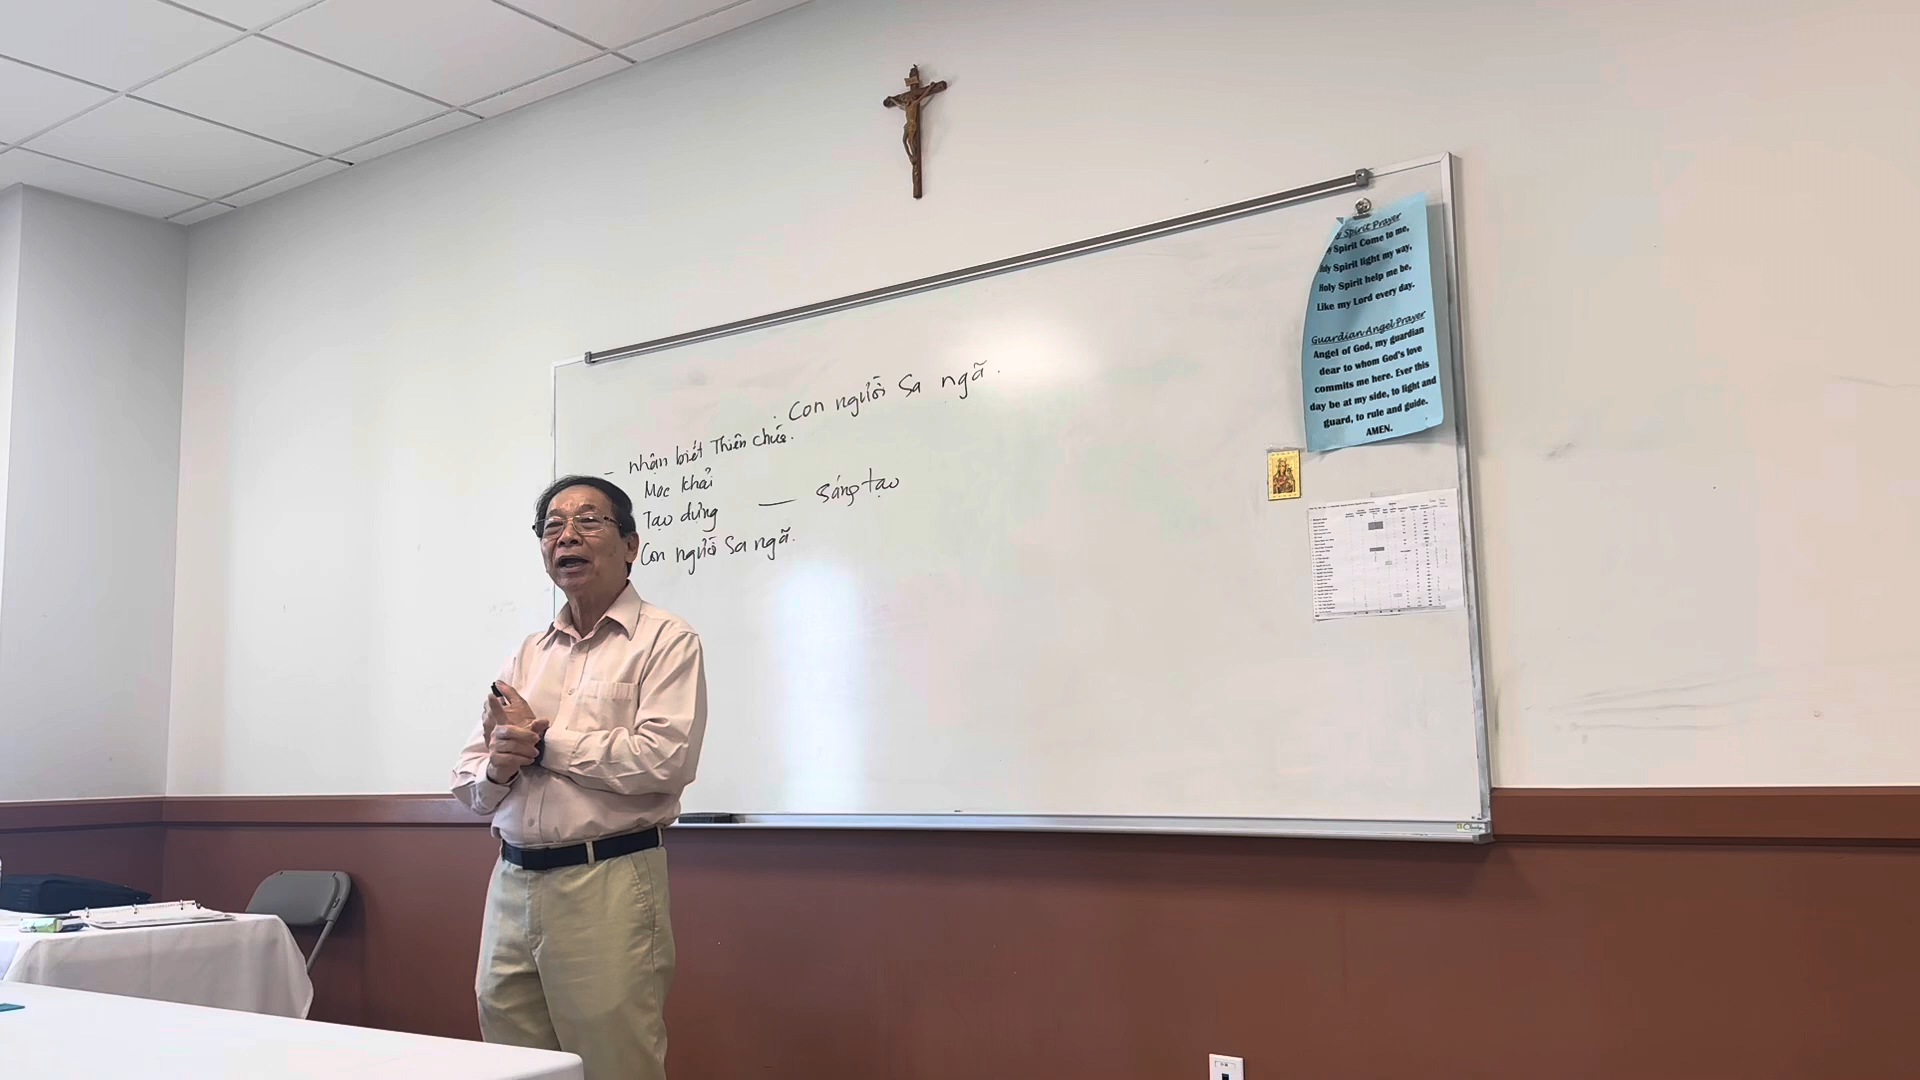 . Con người Sa ngã.
– nhận biết Thiên chúa.
Mạc khải
Tạo dựng — sáng tạo
Con người Sa ngã.
Spirit Prayer
Spirit Come to me,
Holy Spirit light my way,
Holy Spirit help me be,
Like my Lord every day.
Guardian Angel Prayer
Angel of God, my guardian
dear to whom God's love
commits me here. Ever this
day be at my side, to light and
guard, to rule and guide.
AMEN.